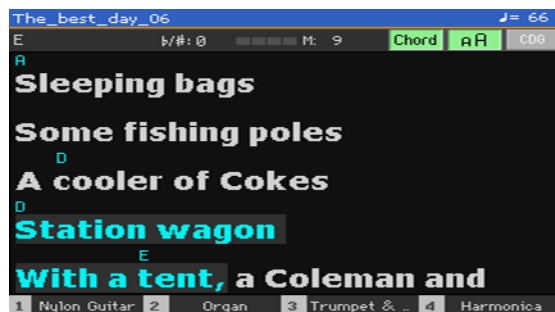 The_best_day_06 ♩= 66
E b/#:0 M: 9 Chord aA CDG
A
Sleeping bags
Some fishing poles
D
A cooler of Cokes
D
Station wagon
E
With a tent, a Coleman and
1 Nylon Guitar 2 Organ 3 Trumpet & .. 4 Harmonica